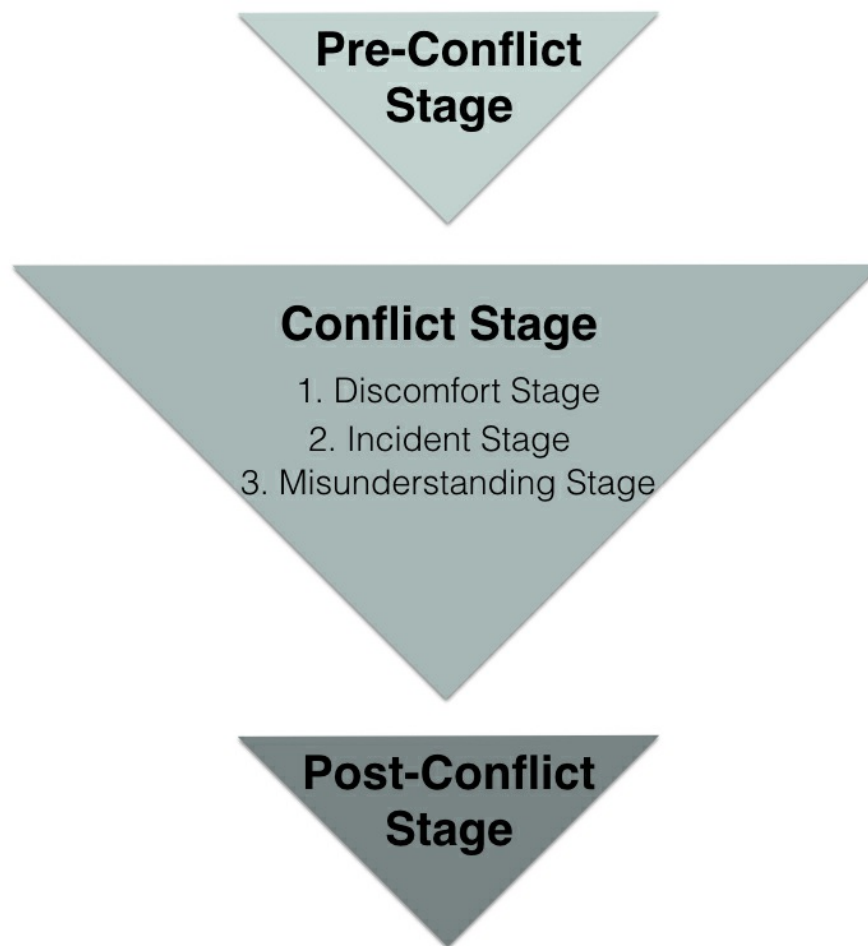 Pre-Conflict
Stage
Conflict Stage
1. Discomfort Stage
2. Incident Stage
3. Misunderstanding Stage
Post-Conflict
Stage